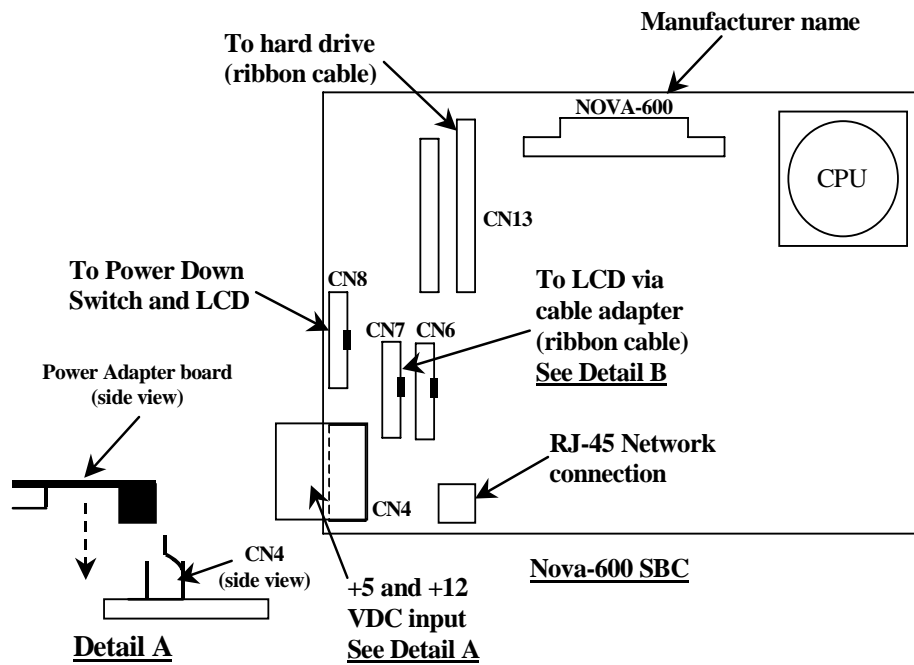 Manufacturer name
To hard drive
(ribbon cable)
NOVA-600
CPU
CN13
To Power Down
Switch and LCD
CN8
To LCD via
cable adapter
(ribbon cable)
See Detail B
CN7
CN6
Power Adapter board
(side view)
RJ-45 Network
connection
CN4
CN4
(side view)
+5 and +12
VDC input
See Detail A
Nova-600 SBC
Detail A